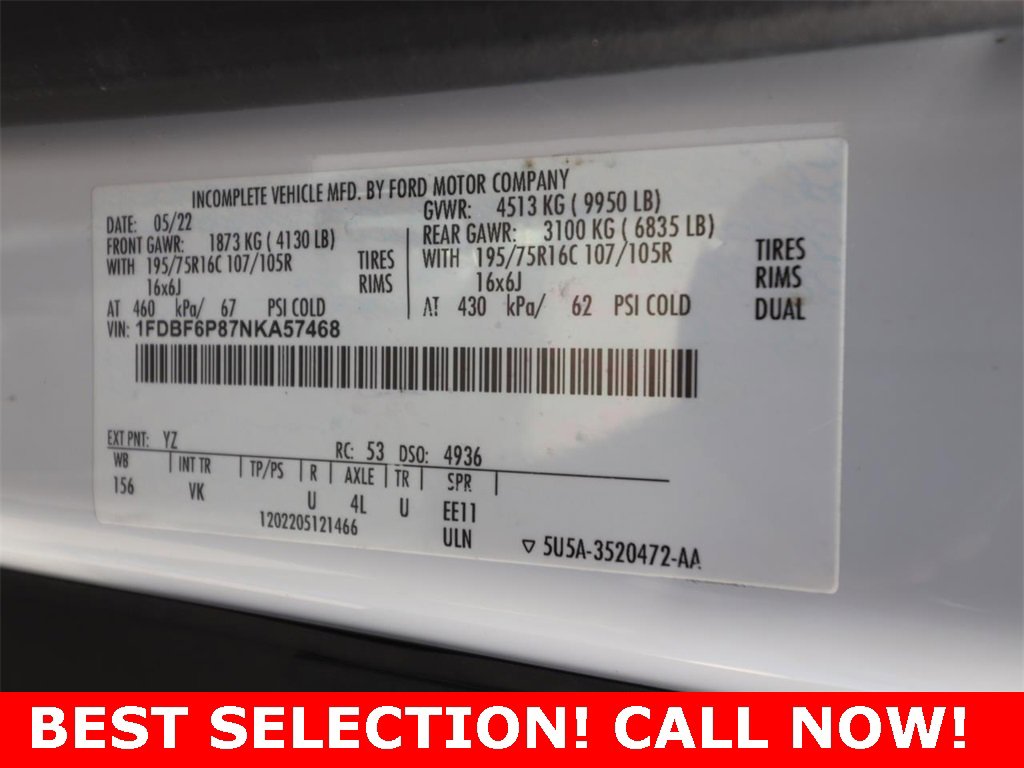 INCOMPLETE VEHICLE MFD. BY FORD MOTOR COMPANY
DATE: 05/22 GVWR: 4513 KG ( 9950 LB)
FRONT GAWR: 1873 KG ( 4130 LB) REAR GAWR: 3100 KG ( 6835 LB)
WITH 195/75R16C 107/105R TIRES WITH 195/75R16C 107/105R TIRES
16x6J RIMS 16x6J RIMS
AT 460 kPa/ 67 PSI COLD AT 430 kPa/ 62 PSI COLD DUAL
VIN: 1FDBF6P87NKA57468
EXT PNT: YZ RC: 53 DSO: 4936
WB INT TR TP/PS R AXLE TR SPR
156 VK U 4L U EE11
1202205121466 ULN
▽ 5U5A-3520472-AA
BEST SELECTION! CALL NOW!